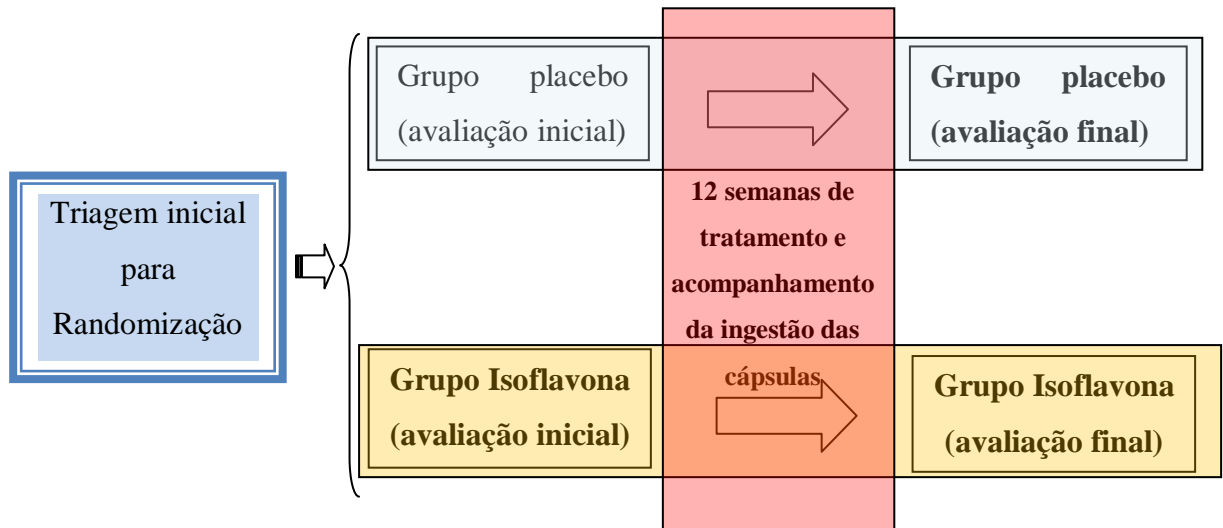 Triagem inicial
para
Randomização
Grupo placebo
(avaliação inicial)
12 semanas de
tratamento e
acompanhamento
da ingestão das
cápsulas
Grupo placebo
(avaliação final)
Grupo Isoflavona
(avaliação inicial)
Grupo Isoflavona
(avaliação final)